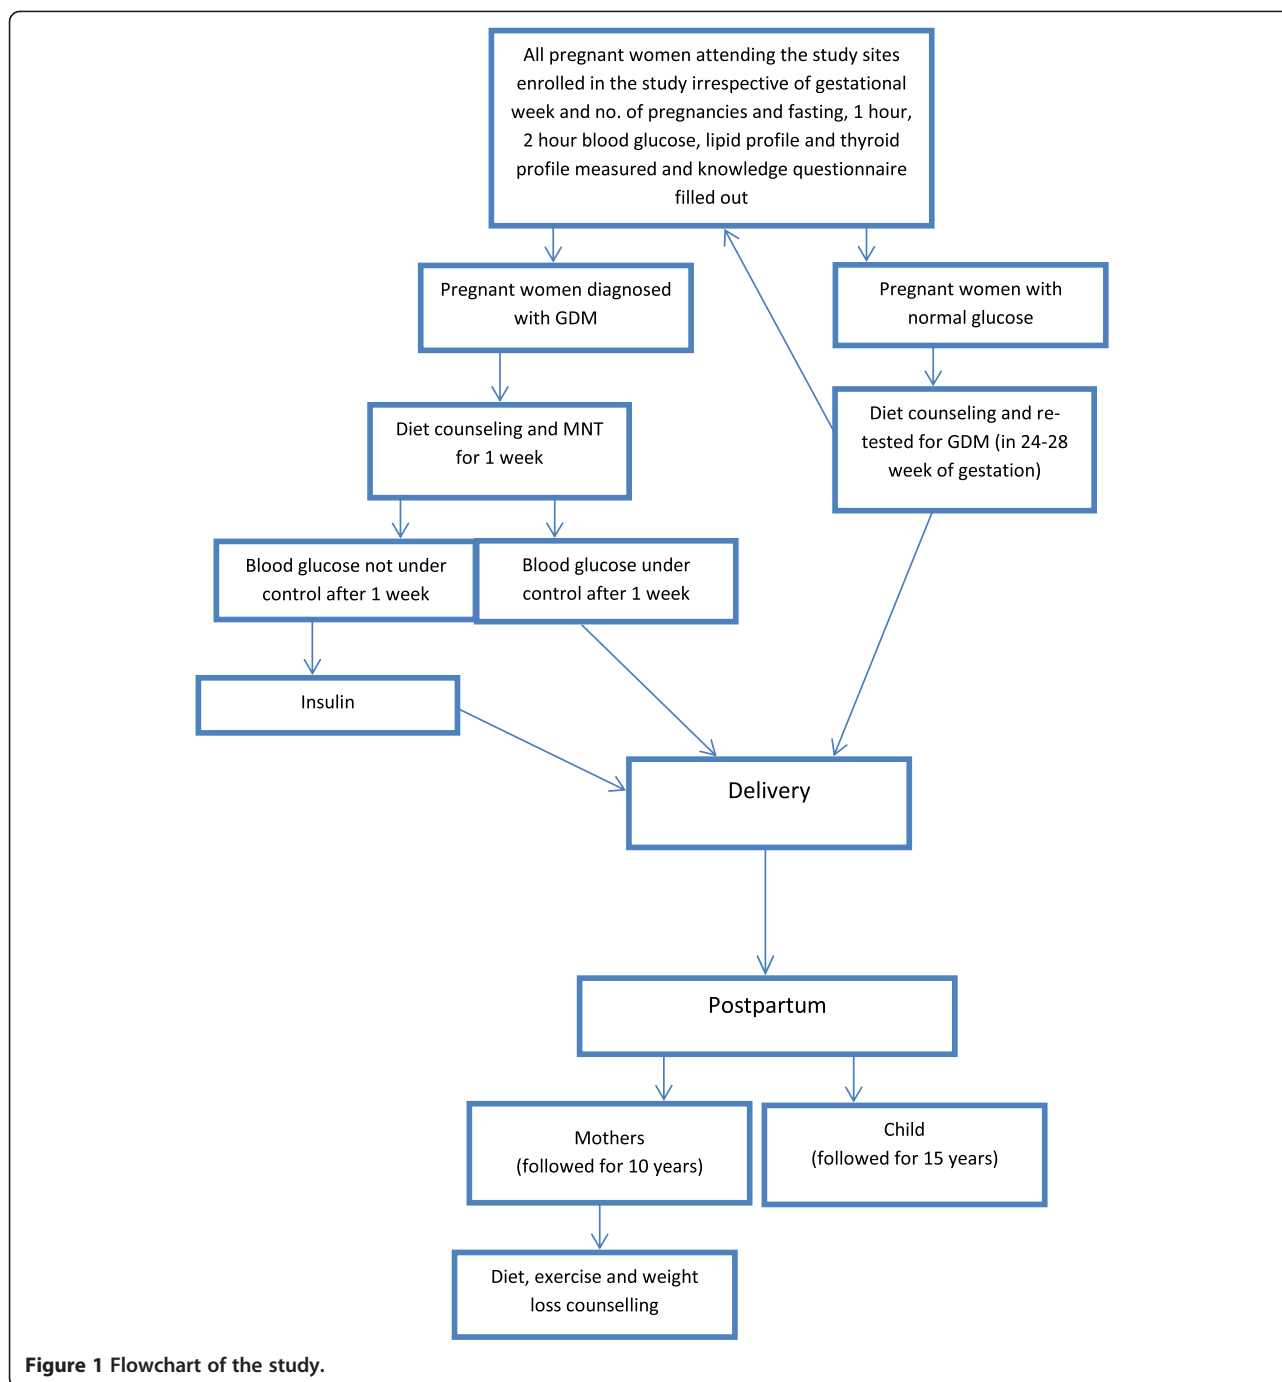 All pregnant women attending the study sites
enrolled in the study irrespective of gestational
week and no. of pregnancies and fasting, 1 hour,
2 hour blood glucose, lipid profile and thyroid
profile measured and knowledge questionnaire
filled out
Pregnant women diagnosed
with GDM
Pregnant women with
normal glucose
Diet counseling and MNT
for 1 week
Diet counseling and re-
tested for GDM (in 24-28
week of gestation)
Blood glucose not under
control after 1 week
Blood glucose under
control after 1 week
Insulin
Delivery
Postpartum
Mothers
(followed for 10 years)
Child
(followed for 15 years)
Diet, exercise and weight
loss counselling
Figure 1 Flowchart of the study.